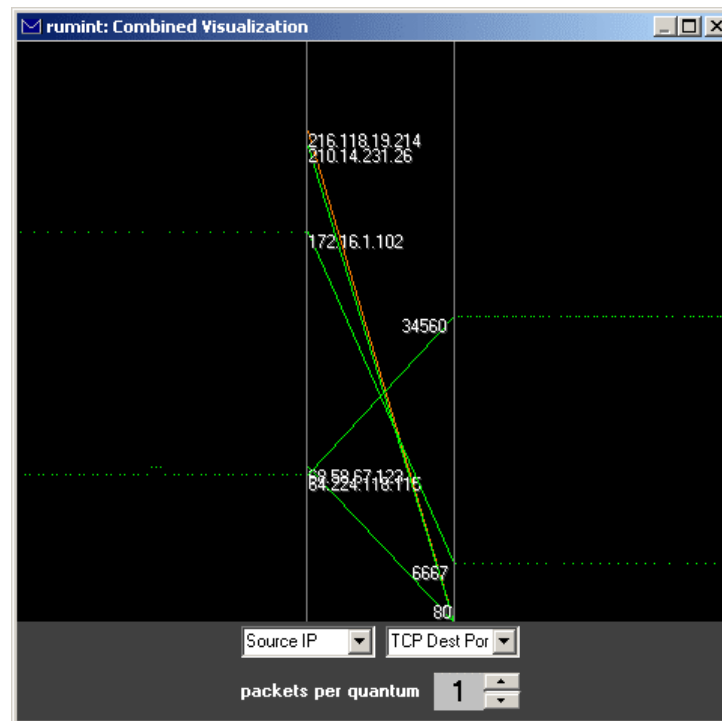 rumint: Combined Visualization
216.118.19.214
210.14.231.26
172.16.1.102
34560
64.224.118.115
6667
80
Source IP
TCP Dest Por
packets per quantum 1